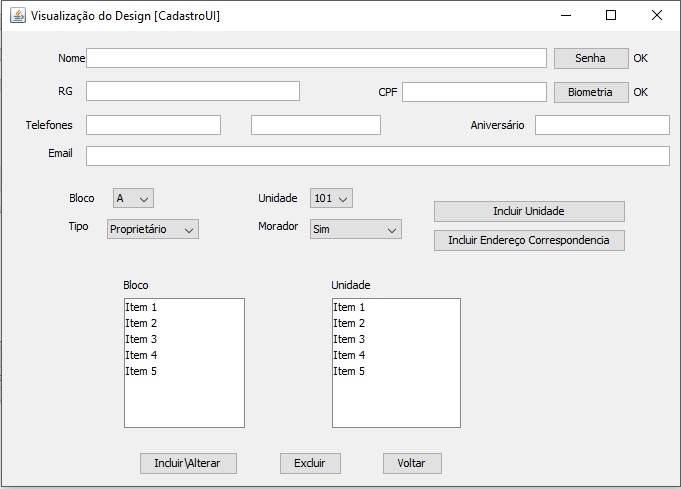 Visualização do Design [CadastroUI]
Nome Senha OK
RG CPF Biometria OK
Telefones Aniversário
Email
Bloco A Unidade 101
Incluir Unidade
Tipo Proprietário Morador Sim
Incluir Endereço Correspondencia
Bloco Unidade
Item 1 Item 1
Item 2 Item 2
Item 3 Item 3
Item 4 Item 4
Item 5 Item 5
Incluir\Alterar Excluir Voltar